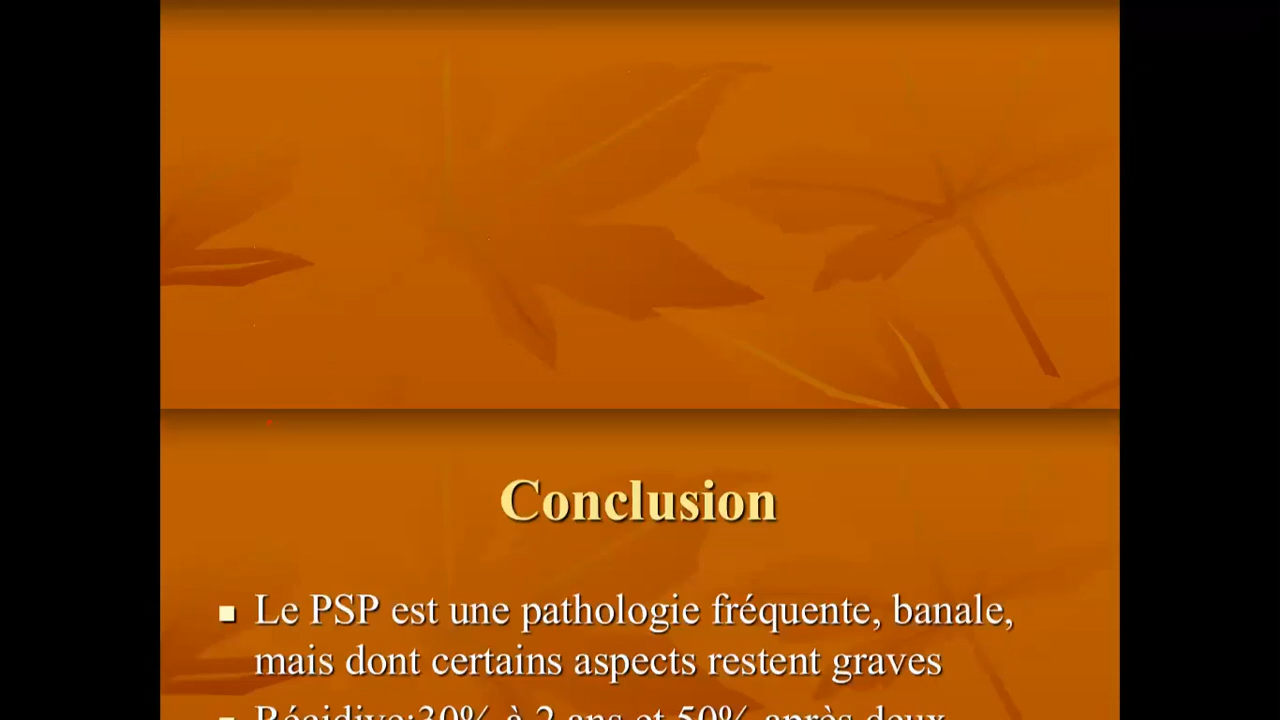 Conclusion
Le PSP est une pathologie fréquente, banale,
mais dont certains aspects restent graves
Récidive:30% à 2 ans et 50% après deux